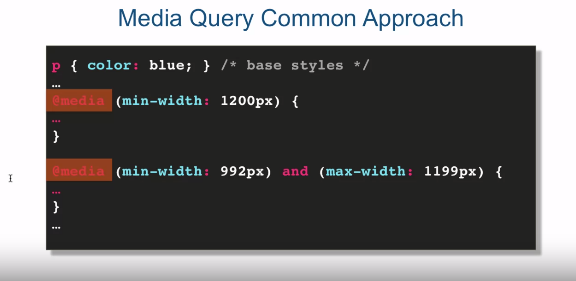 Media Query Common Approach
p { color: blue; } /* base styles */
…
@media (min-width: 1200px) {
…
}
@media (min-width: 992px) and (max-width: 1199px) {
…
}
…